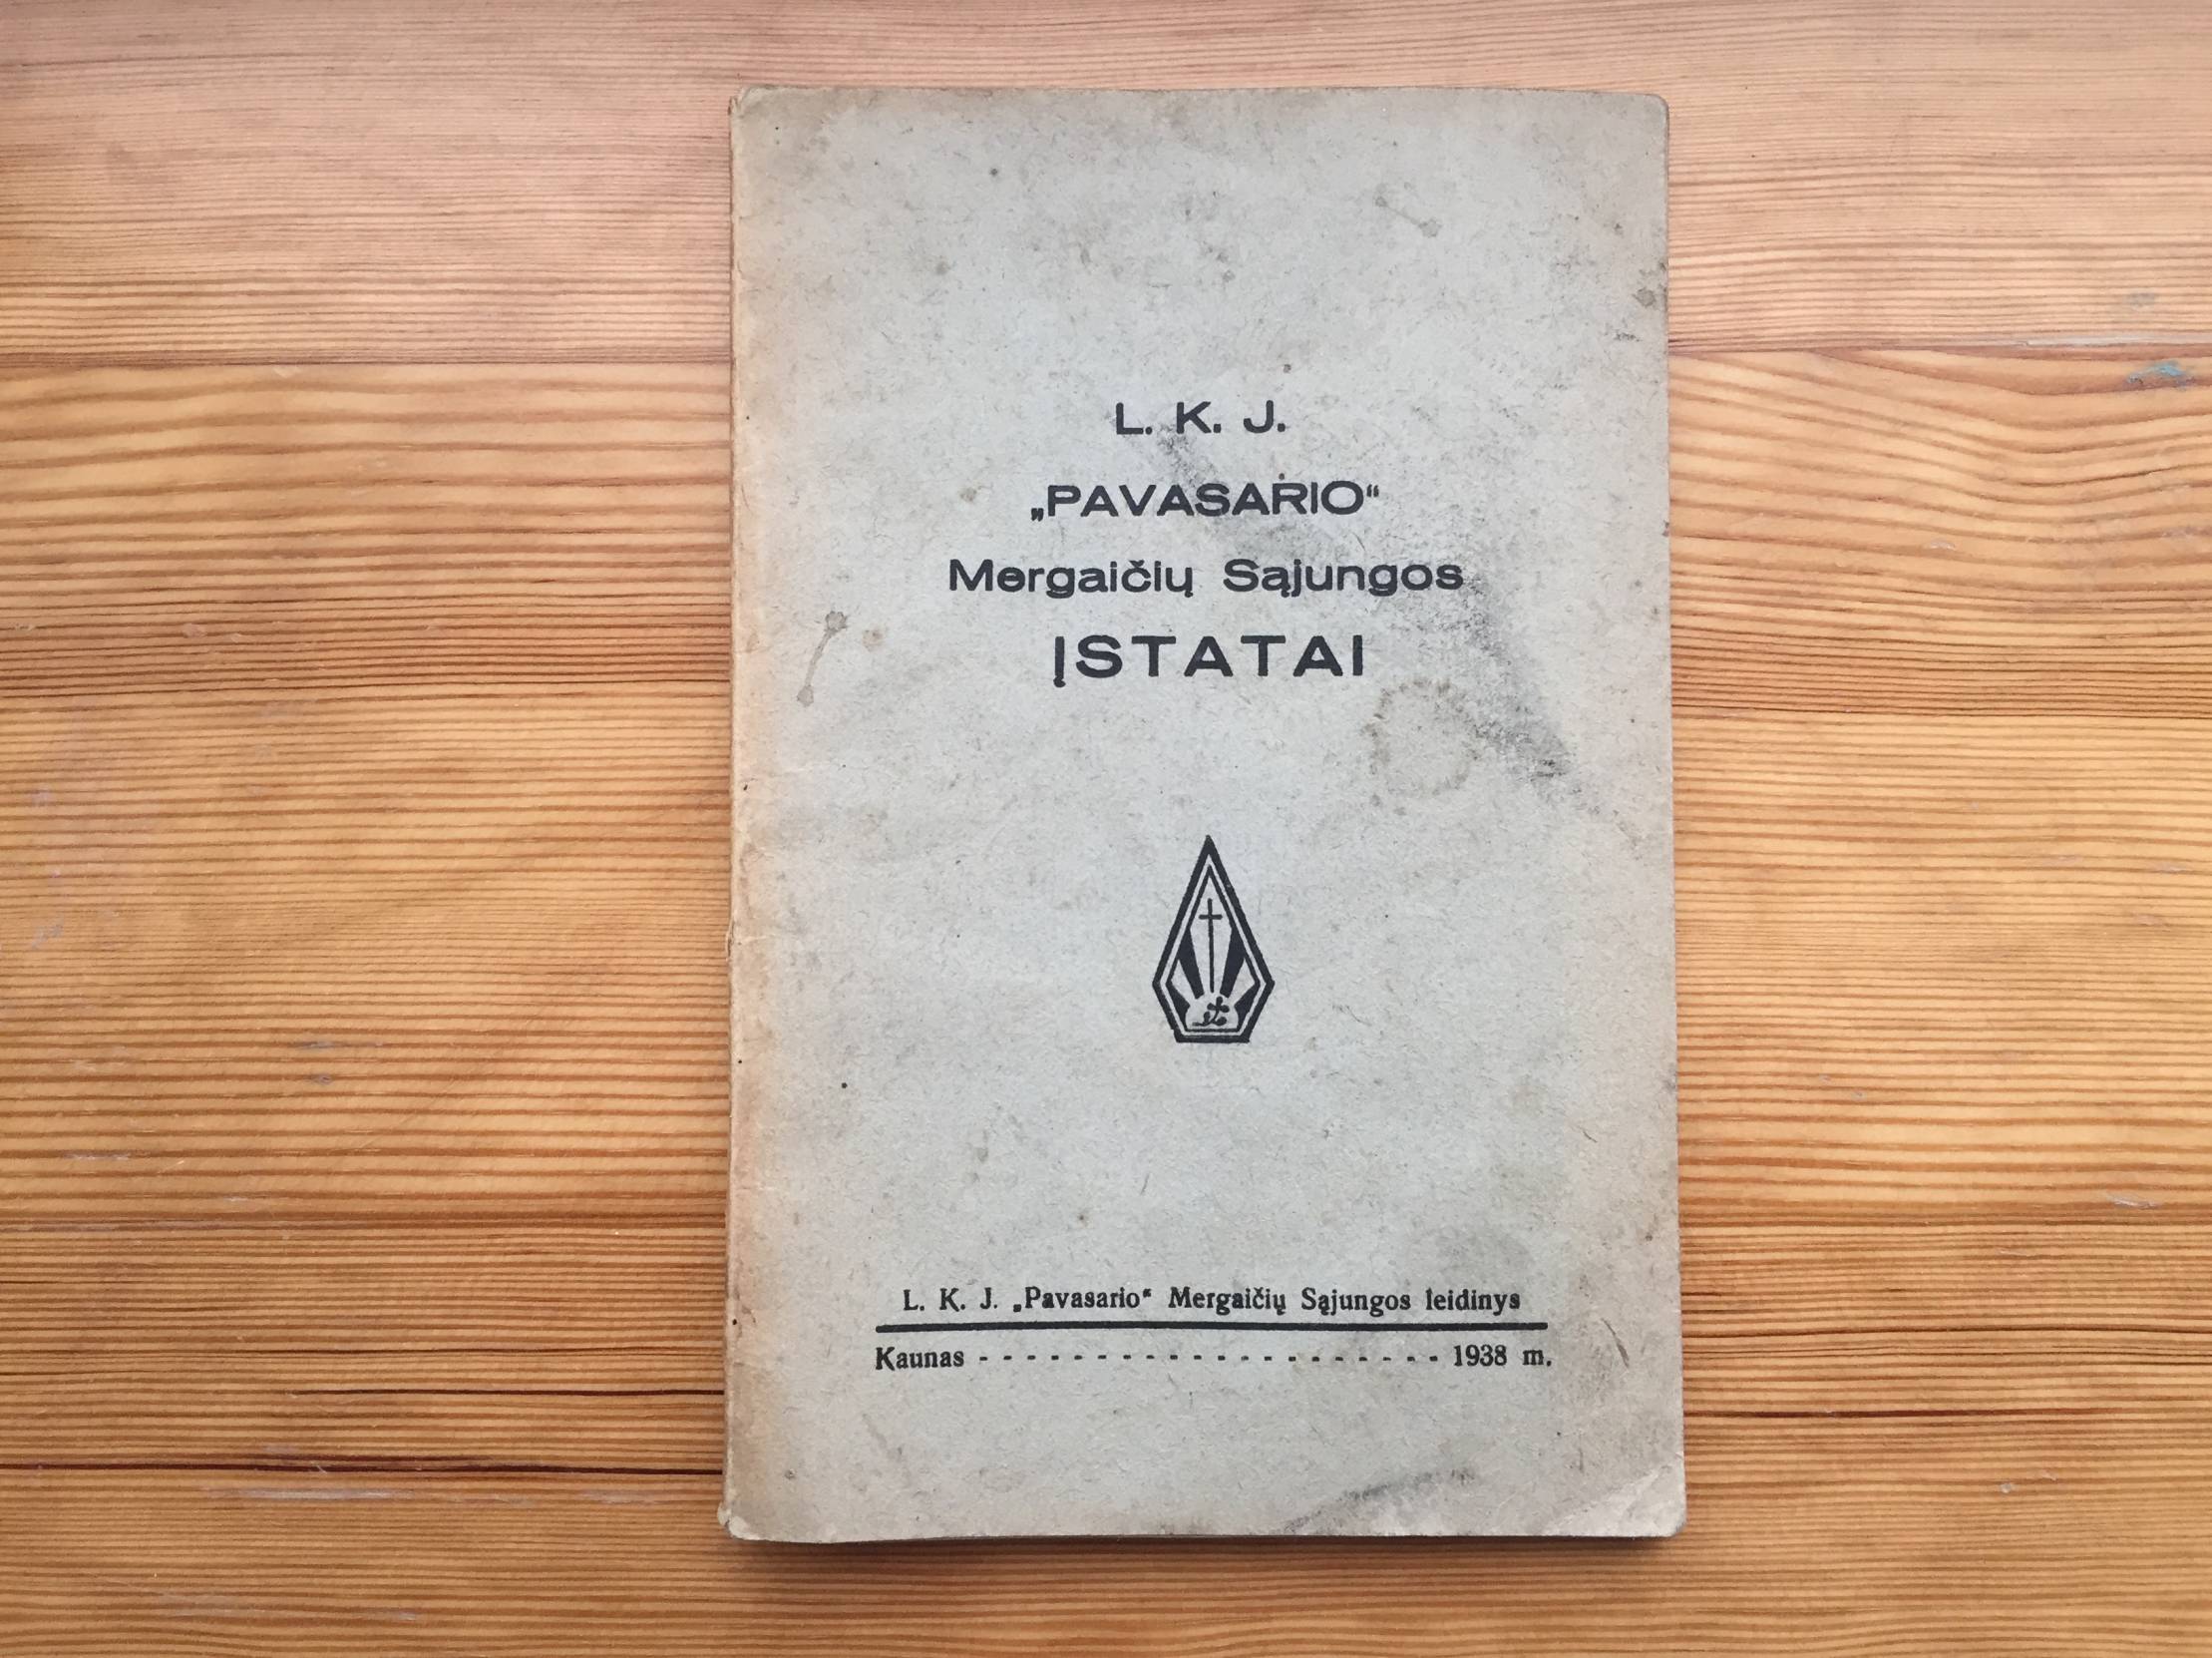 L. K. J.
„PAVASARIO“
Mergaičių Sąjungos
ĮSTATAI
L. K. J. „Pavasario“ Mergaičių Sąjungos leidinys
Kaunas - - - - - - - - - - - - - - - - - - - 1938 m.